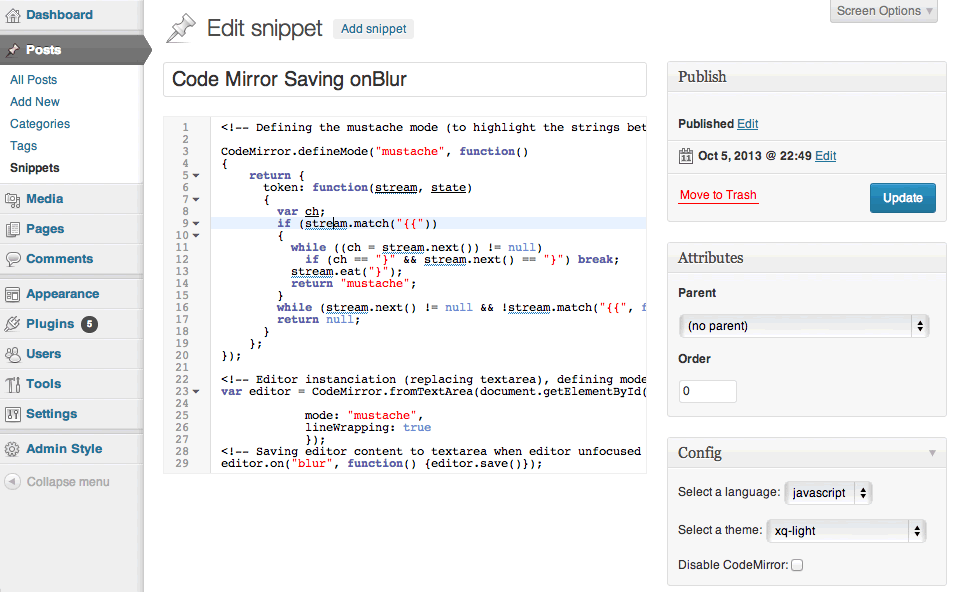 Dashboard
Posts
All Posts
Add New
Categories
Tags
Snippets
Media
Pages
Comments
Appearance
Plugins 5
Users
Tools
Settings
Admin Style
Collapse menu
Screen Options
Edit snippet
Add snippet
Code Mirror Saving onBlur
1 <!-- Defining the mustache mode (to highlight the strings bet
2
3 CodeMirror.defineMode("mustache", function()
4 {
5 return {
6 token: function(stream, state)
7 {
8 var ch;
9 if (stream.match("{{"))
10 {
11 while ((ch = stream.next()) != null)
12 if (ch == "}" && stream.next() == "}") break;
13 stream.eat("}");
14 return "mustache";
15 }
16 while (stream.next() != null && !stream.match("{{", f
17 return null;
18 }
19 };
20 });
21
22 <!-- Editor instanciation (replacing textarea), defining mode
23 var editor = CodeMirror.fromTextArea(document.getElementById(
24
25 mode: "mustache",
26 lineWrapping: true
27 });
28 <!-- Saving editor content to textarea when editor unfocused
29 editor.on("blur", function() {editor.save()});
Publish
Published Edit
11 Oct 5, 2013 @ 22:49 Edit
Move to Trash
Update
Attributes
Parent
(no parent)
Order
0
Config
Select a language: javascript
Select a theme: xq-light
Disable CodeMirror: